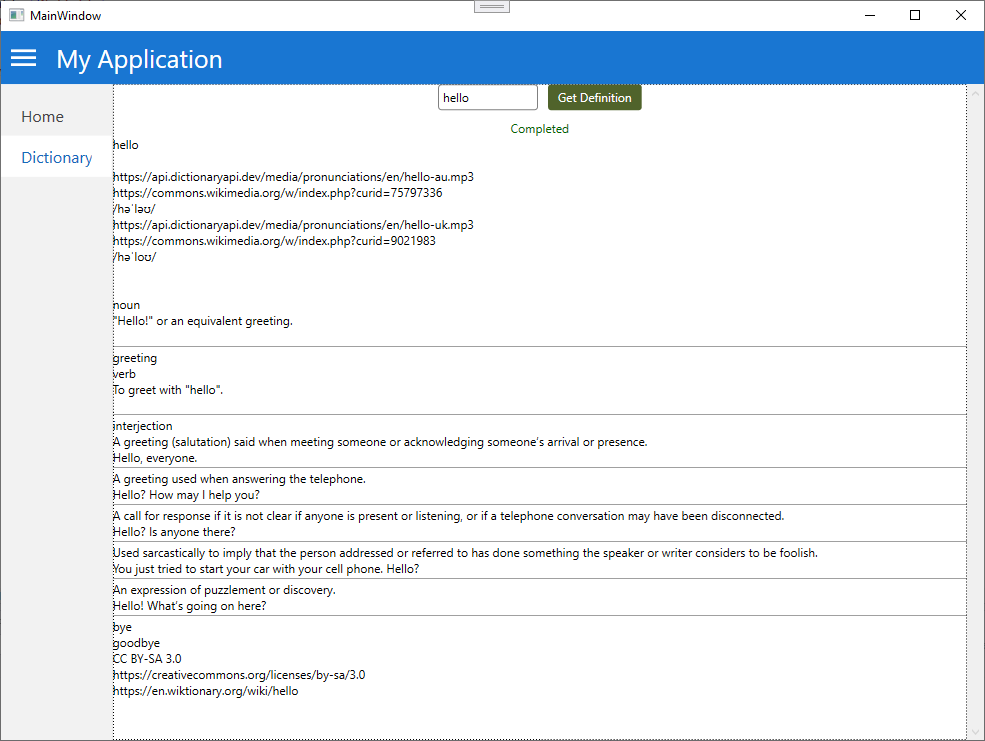 MainWindow
My Application
Home
Dictionary
hello
Get Definition
Completed
hello
https://api.dictionaryapi.dev/media/pronunciations/en/hello-au.mp3
https://commons.wikimedia.org/w/index.php?curid=75797336
/həˈləʊ/
https://api.dictionaryapi.dev/media/pronunciations/en/hello-uk.mp3
https://commons.wikimedia.org/w/index.php?curid=9021983
/həˈloʊ/
noun
"Hello!" or an equivalent greeting.
greeting
verb
To greet with "hello".
interjection
A greeting (salutation) said when meeting someone or acknowledging someone’s arrival or presence.
Hello, everyone.
A greeting used when answering the telephone.
Hello? How may I help you?
A call for response if it is not clear if anyone is present or listening, or if a telephone conversation may have been disconnected.
Hello? Is anyone there?
Used sarcastically to imply that the person addressed or referred to has done something the speaker or writer considers to be foolish.
You just tried to start your car with your cell phone. Hello?
An expression of puzzlement or discovery.
Hello! What’s going on here?
bye
goodbye
CC BY-SA 3.0
https://creativecommons.org/licenses/by-sa/3.0
https://en.wiktionary.org/wiki/hello